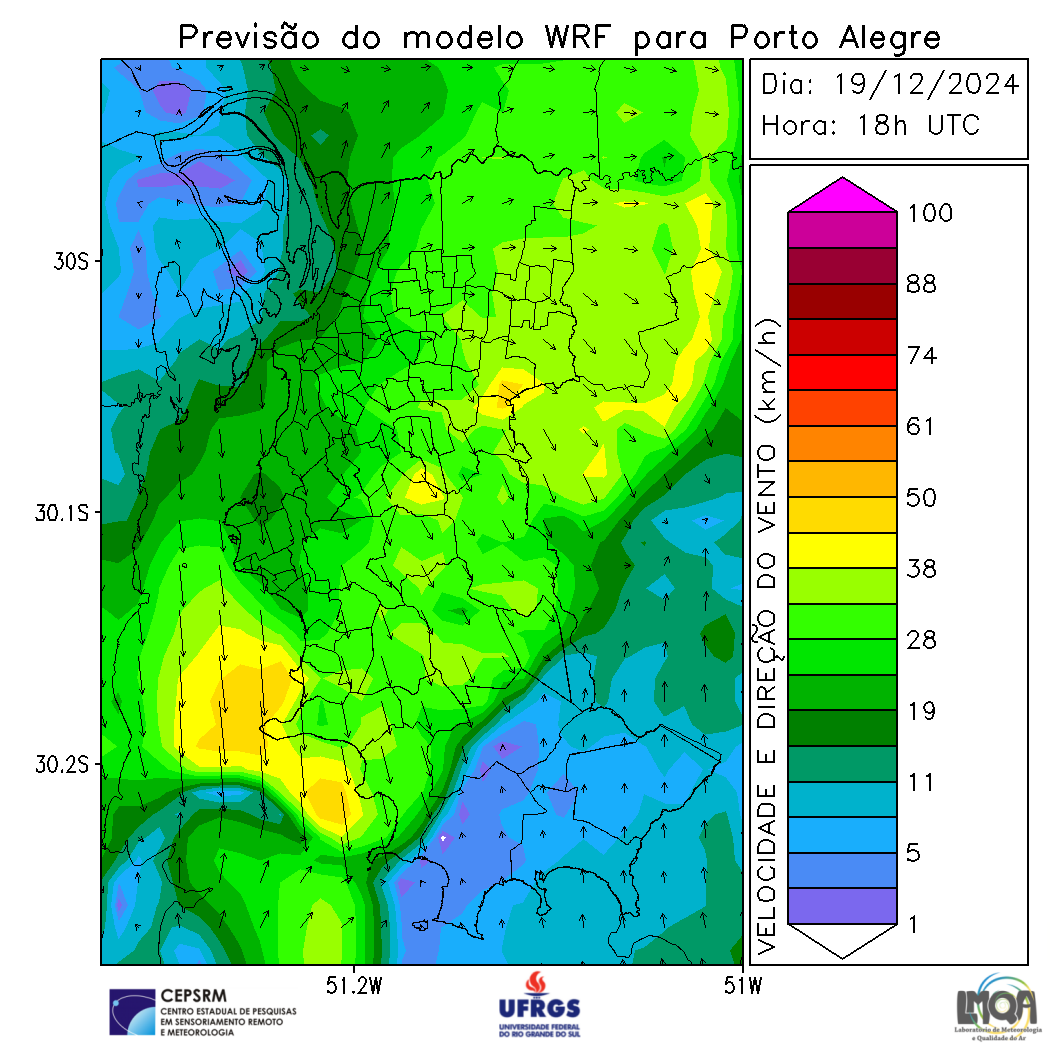 Previsão do modelo WRF para Porto Alegre
Dia: 19/12/2024
Hora: 18h UTC
30S
30.1S
30.2S
51.2W
51W
VELOCIDADE E DIREÇÃO DO VENTO (km/h)
100
88
74
61
50
38
28
19
11
5
1
CEPSRM
CENTRO ESTADUAL DE PESQUISAS
EM SENSORIAMENTO REMOTO
E METEOROLOGIA
UFRGS
UNIVERSIDADE FEDERAL
DO RIO GRANDE DO SUL
LMQA
Laboratório de Meteorologia
e Qualidade do Ar